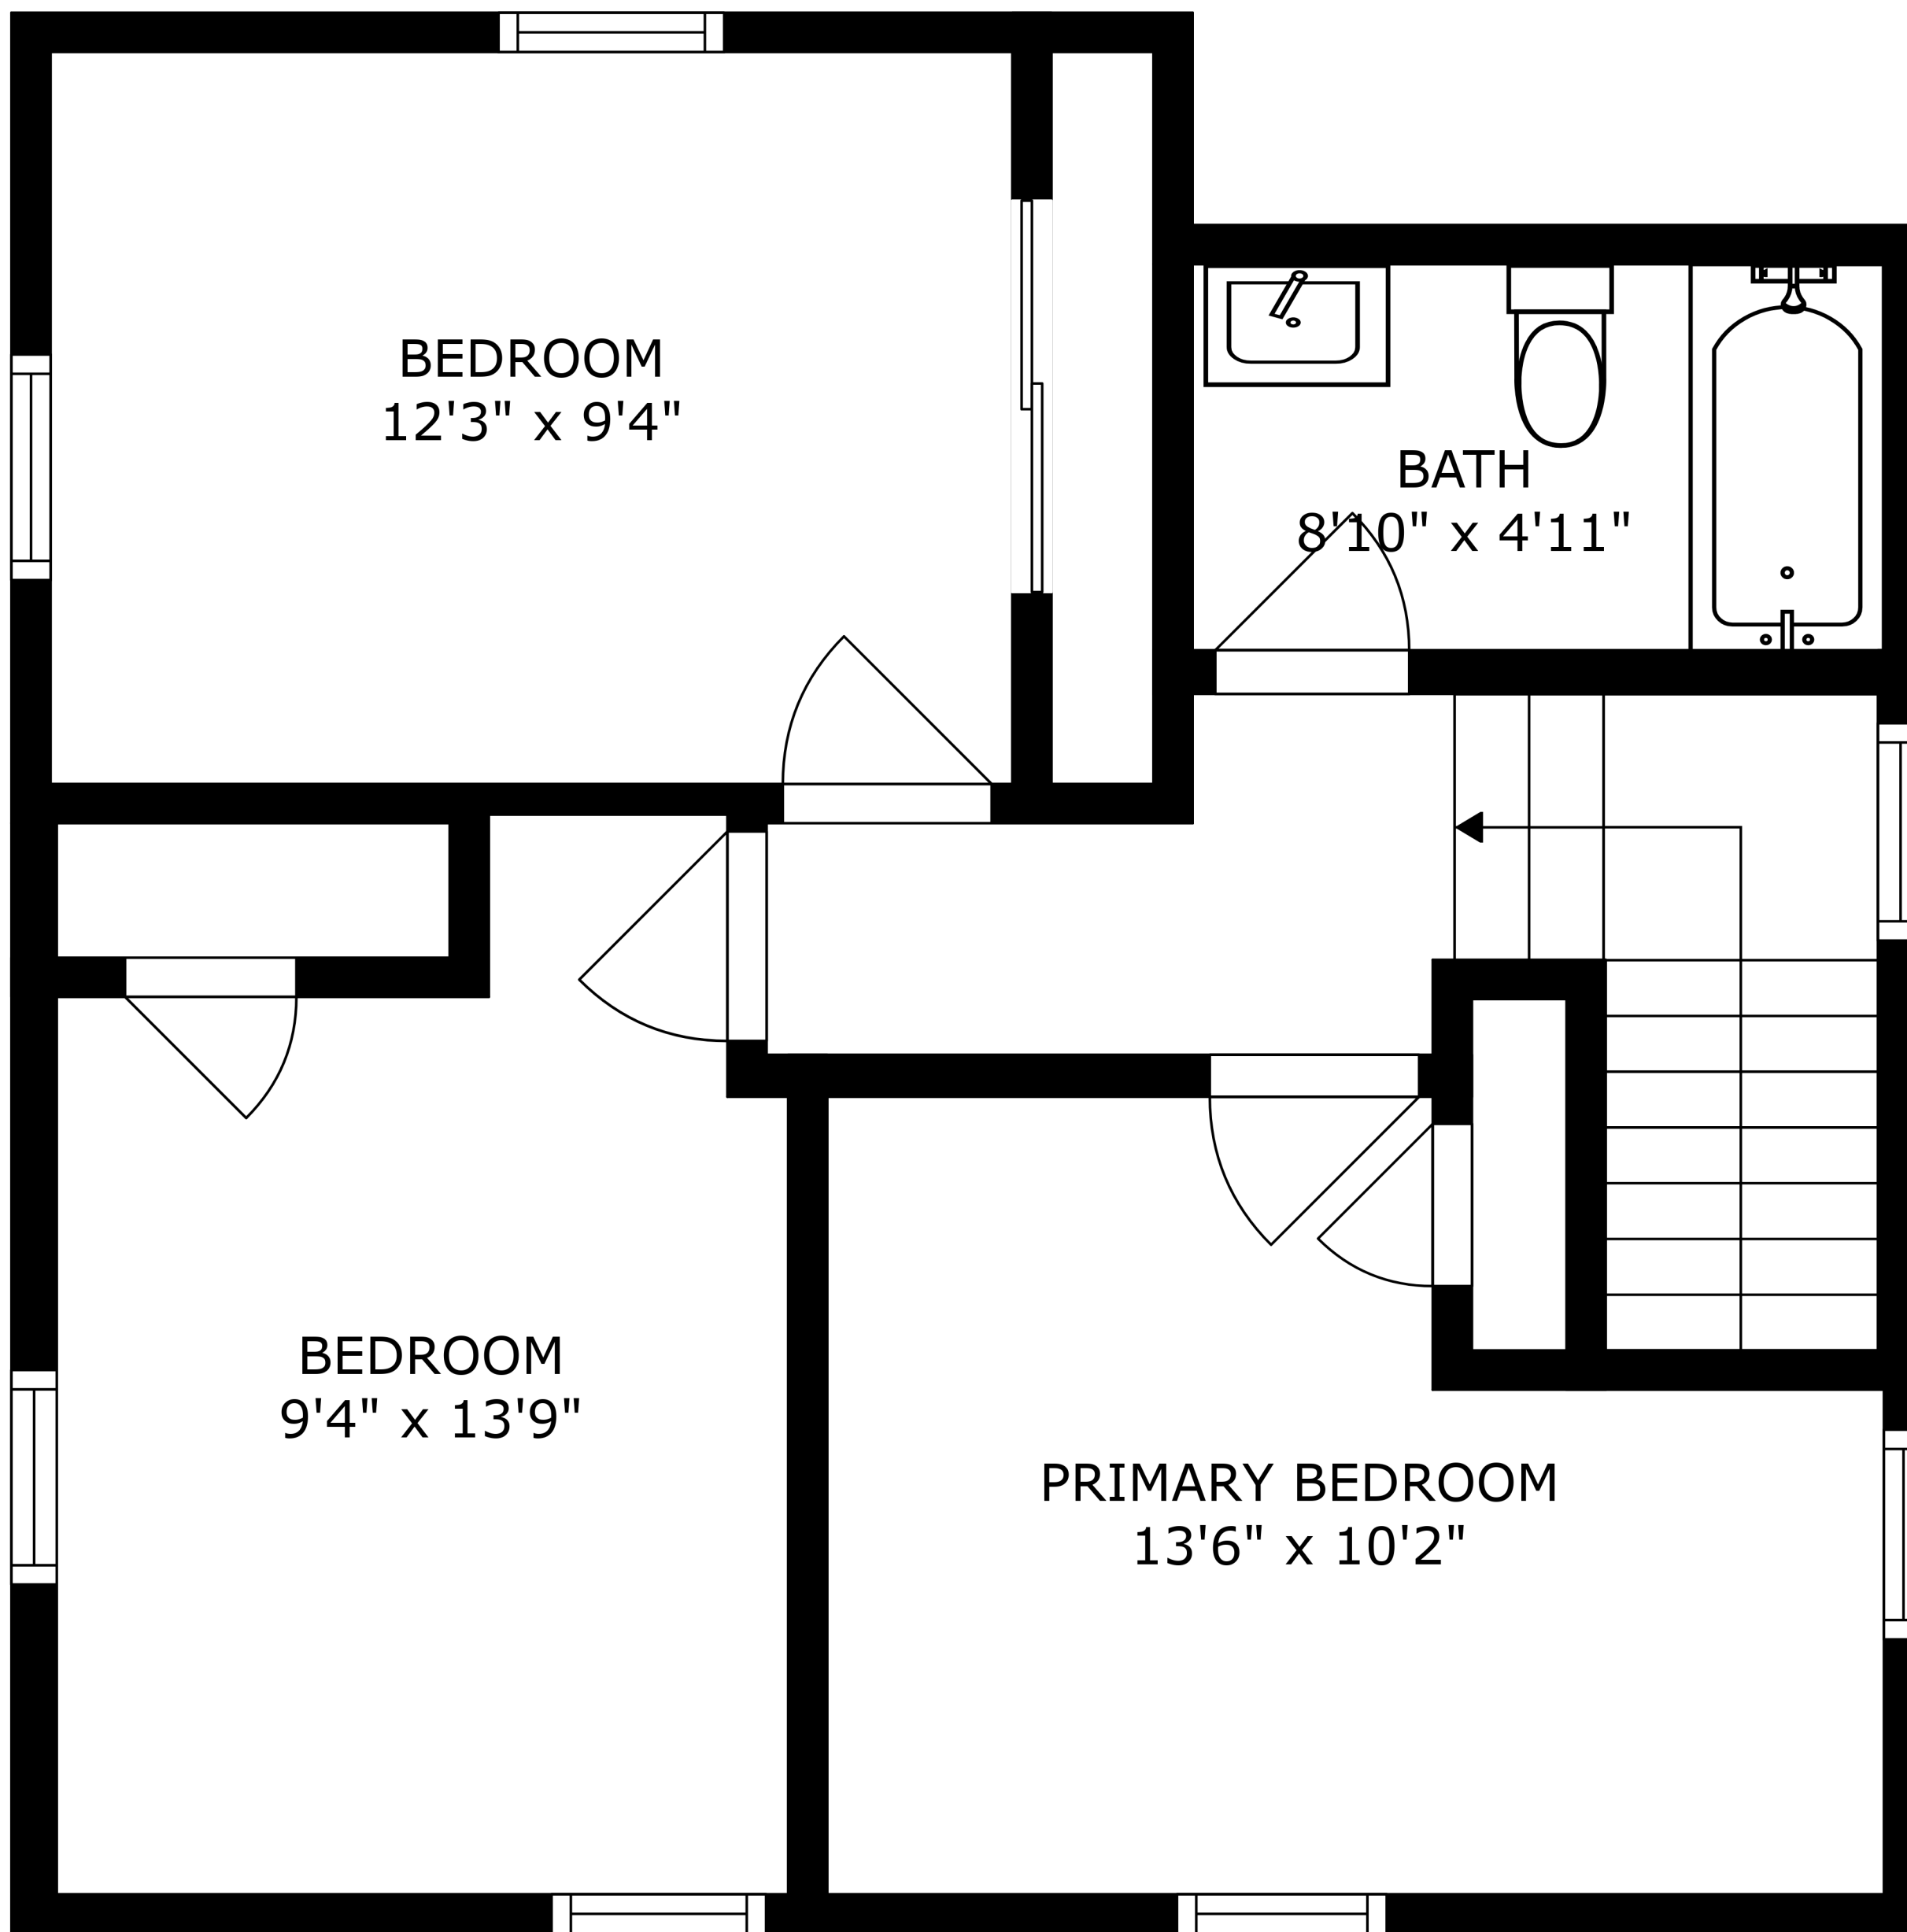 BEDROOM
12'3" x 9'4"
BATH
8'10" x 4'11"
BEDROOM
9'4" x 13'9"
PRIMARY BEDROOM
13'6" x 10'2"